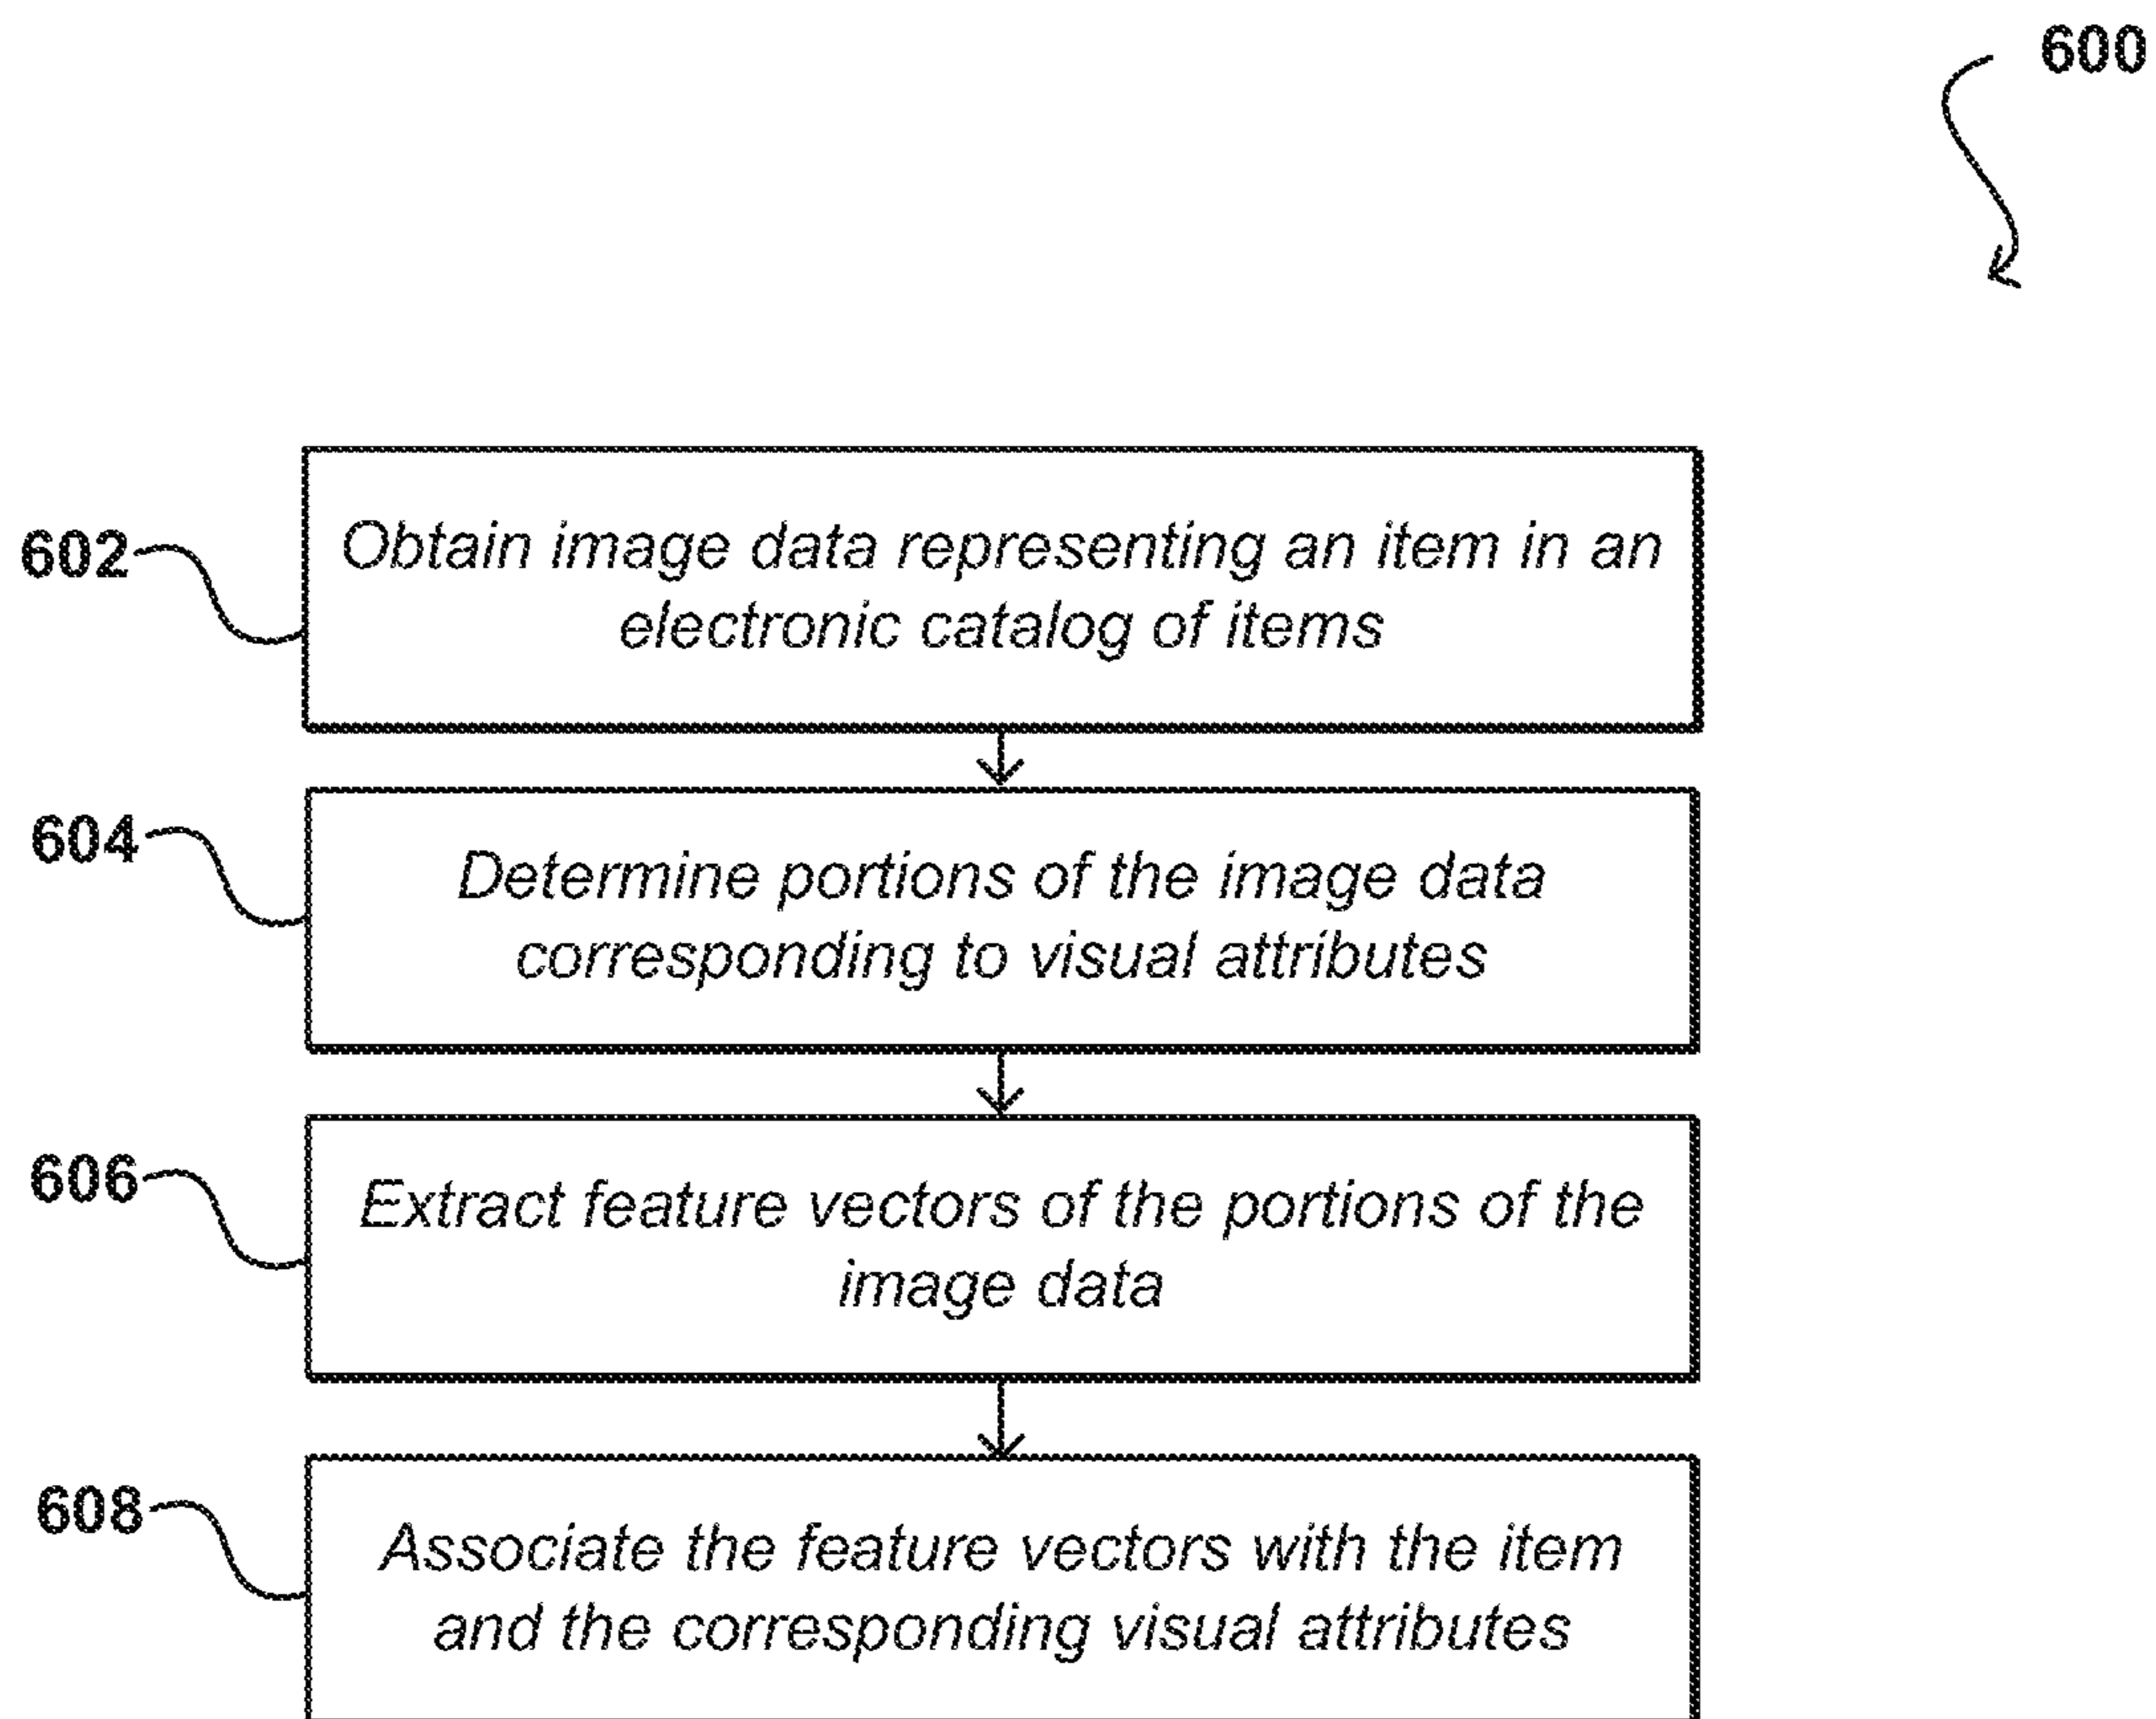 600
602
Obtain image data representing an item in an
electronic catalog of items
604
Determine portions of the image data
corresponding to visual attributes
606
Extract feature vectors of the portions of the
image data
608
Associate the feature vectors with the item
and the corresponding visual attributes